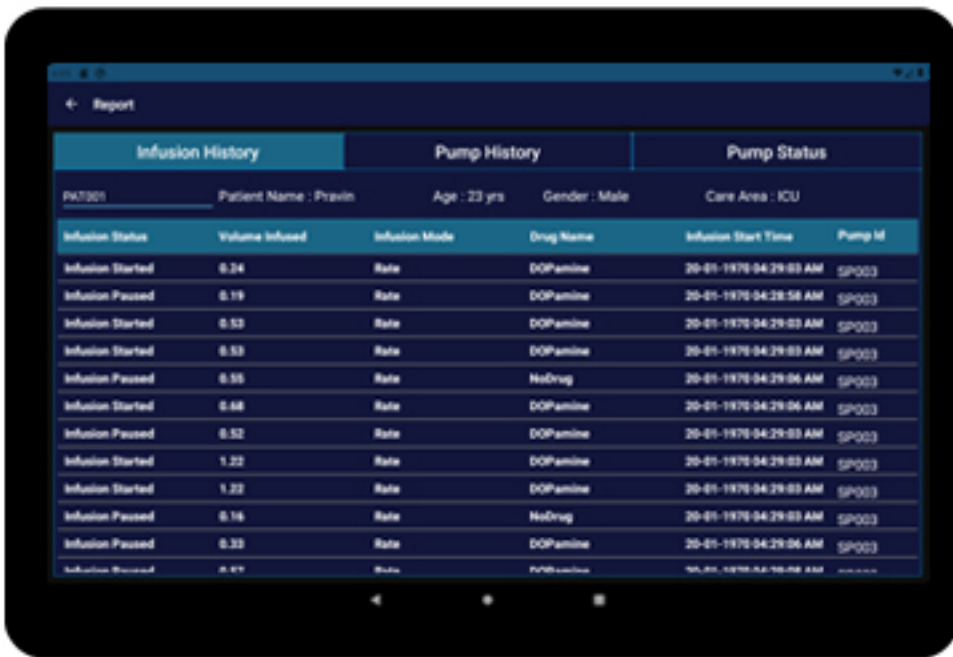 Report
Infusion History Pump History Pump Status
PAT001 Patient Name : Pravin Age : 23 yrs Gender : Male Care Area : ICU
Infusion Status Volume Infused Infusion Mode Drug Name Infusion Start Time Pump Id
Infusion Started 0.24 Rate DOPamine 20-01-1970 04:29:03 AM SP003
Infusion Paused 0.19 Rate DOPamine 20-01-1970 04:28:58 AM SP003
Infusion Started 0.53 Rate DOPamine 20-01-1970 04:29:03 AM SP003
Infusion Started 0.53 Rate DOPamine 20-01-1970 04:29:03 AM SP003
Infusion Paused 0.55 Rate NoDrug 20-01-1970 04:29:06 AM SP003
Infusion Started 0.68 Rate DOPamine 20-01-1970 04:29:06 AM SP003
Infusion Paused 0.52 Rate DOPamine 20-01-1970 04:29:03 AM SP003
Infusion Started 1.22 Rate DOPamine 20-01-1970 04:29:03 AM SP003
Infusion Started 1.22 Rate DOPamine 20-01-1970 04:29:03 AM SP003
Infusion Paused 0.16 Rate NoDrug 20-01-1970 04:29:03 AM SP003
Infusion Paused 0.33 Rate DOPamine 20-01-1970 04:29:06 AM SP003
Infusion Paused 0.57 Rate DOPamine